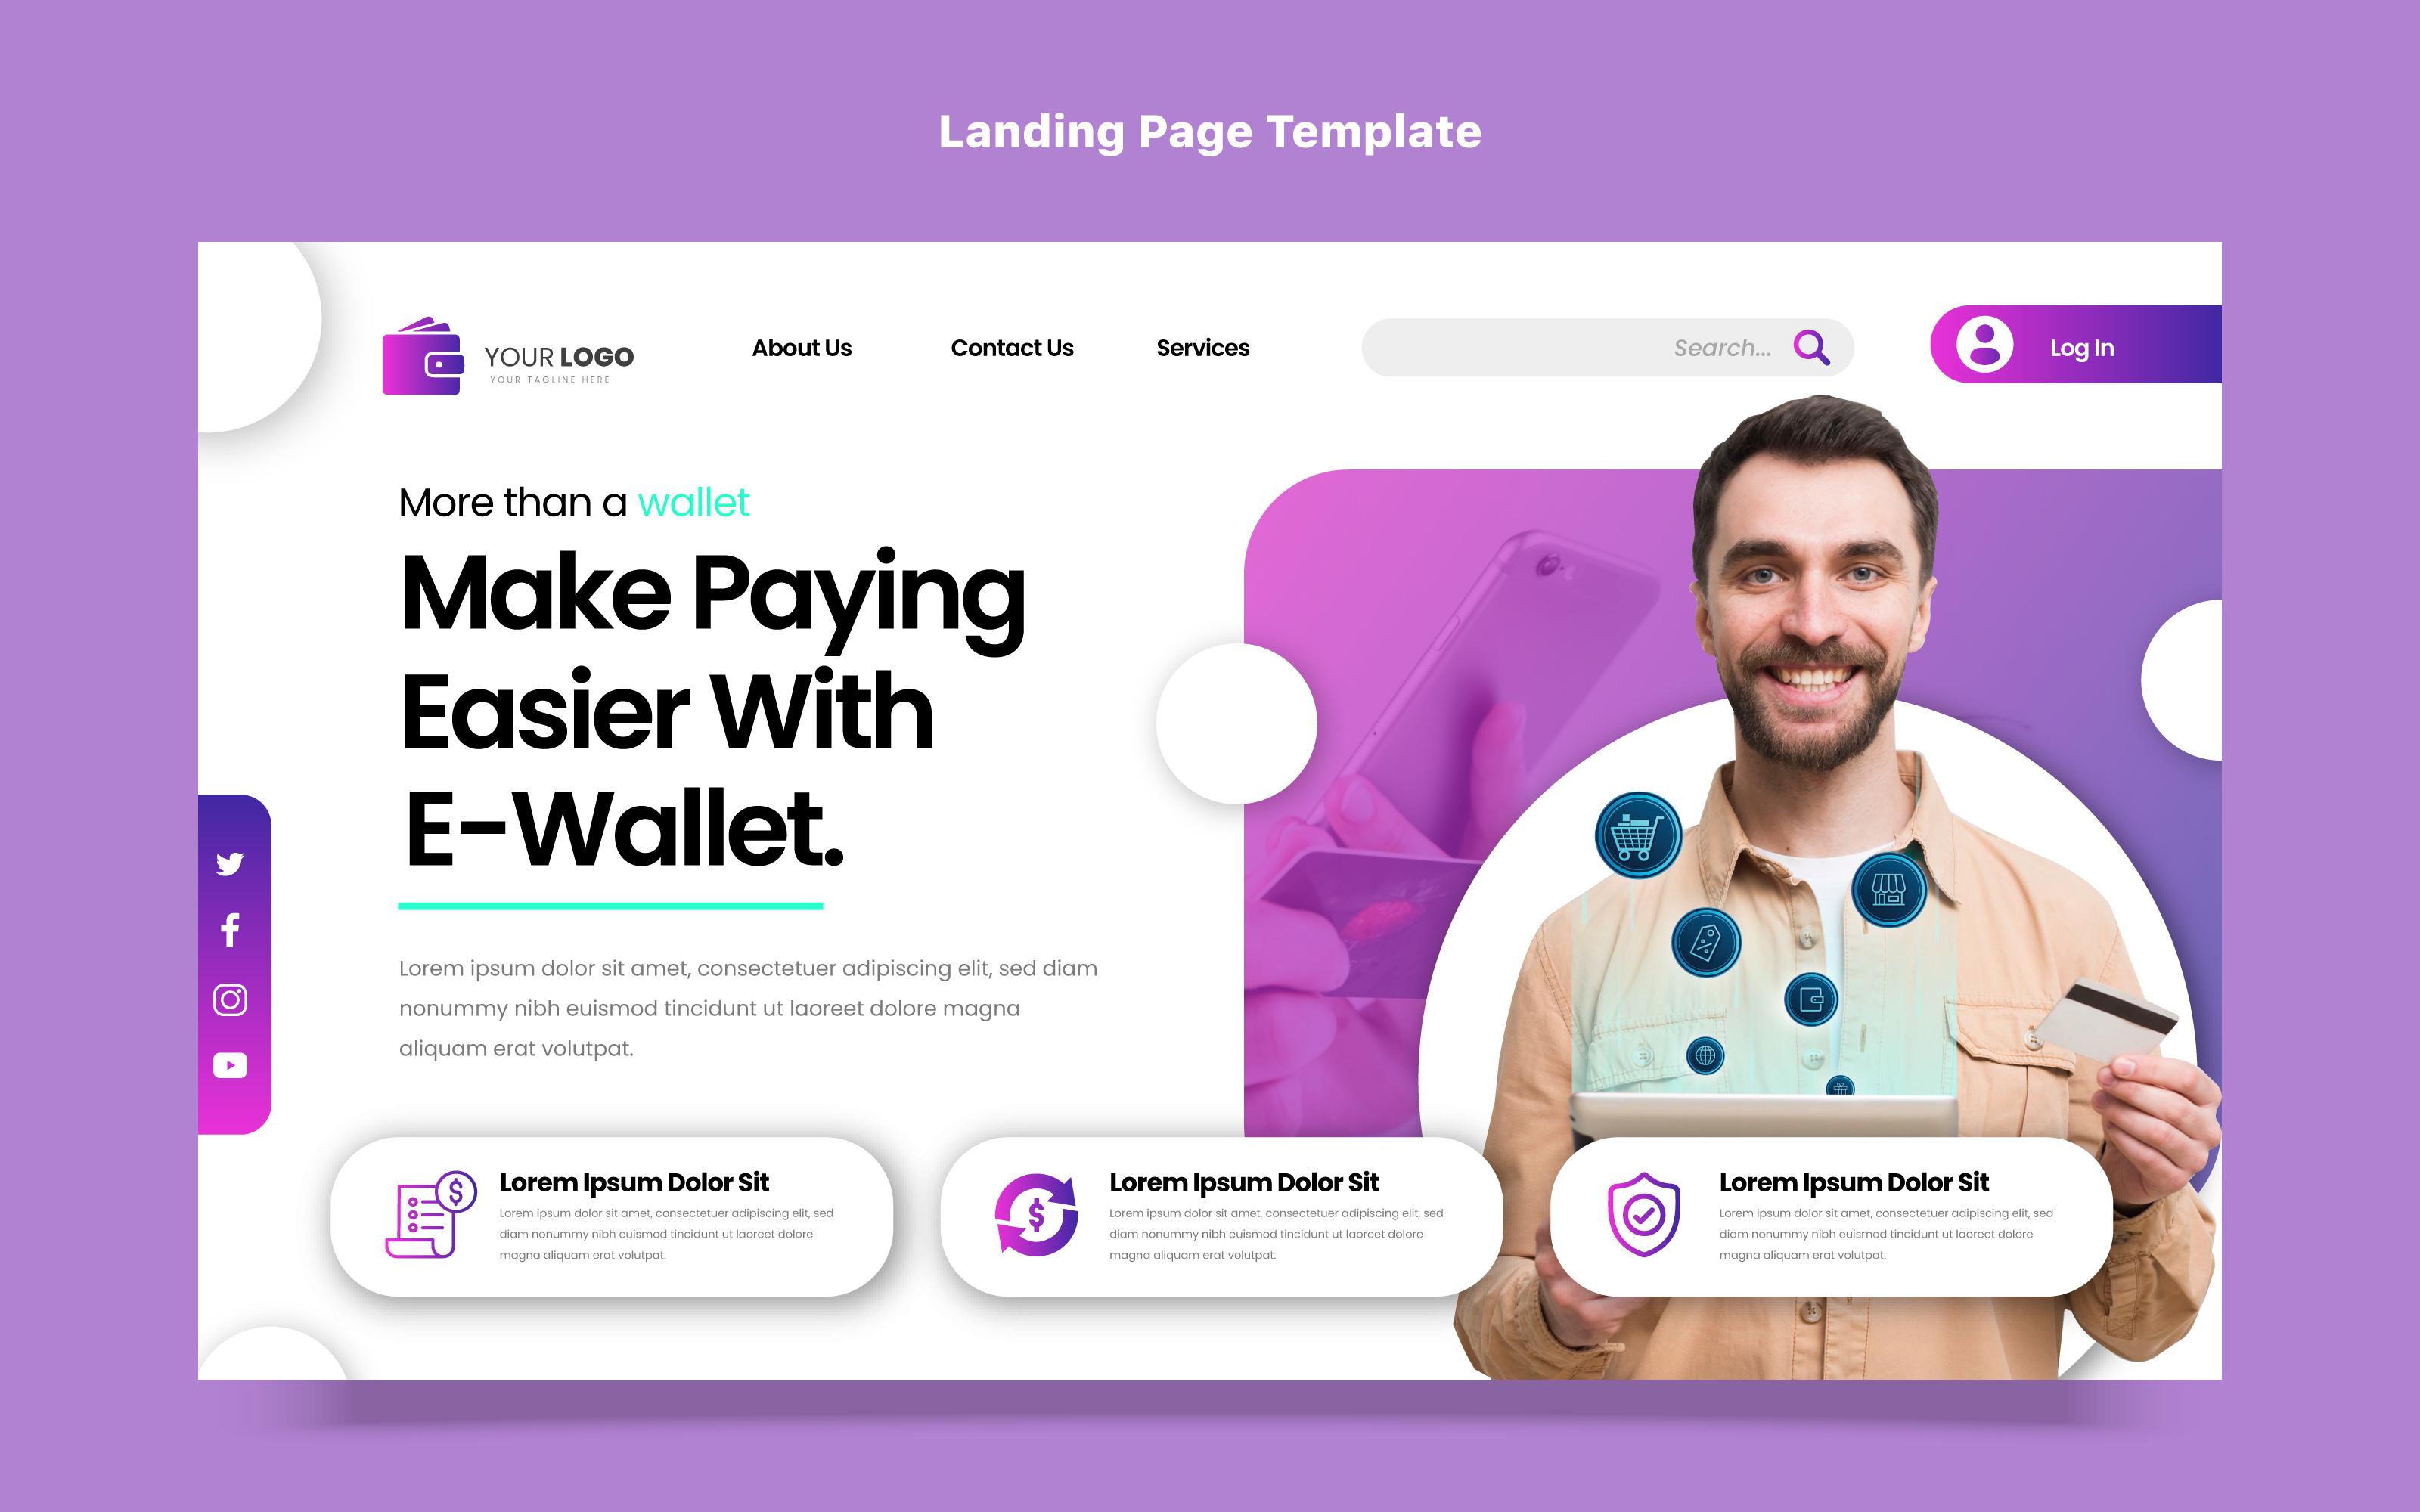 Landing Page Template
YOUR LOGO
YOUR TAGLINE HERE
About Us
Contact Us
Services
Search...
Log In
More than a wallet
Make Paying
Easier With
E-Wallet.
Lorem ipsum dolor sit amet, consectetuer adipiscing elit, sed diam
nonummy nibh euismod tincidunt ut laoreet dolore magna
aliquam erat volutpat.
Lorem Ipsum Dolor Sit
Lorem ipsum dolor sit amet, consectetuer adipiscing elit, sed
diam nonummy nibh euismod tincidunt ut laoreet dolore
magna aliquam erat volutpat.
Lorem Ipsum Dolor Sit
Lorem ipsum dolor sit amet, consectetuer adipiscing elit, sed
diam nonummy nibh euismod tincidunt ut laoreet dolore
magna aliquam erat volutpat.
Lorem Ipsum Dolor Sit
Lorem ipsum dolor sit amet, consectetuer adipiscing elit, sed
diam nonummy nibh euismod tincidunt ut laoreet dolore
magna aliquam erat volutpat.